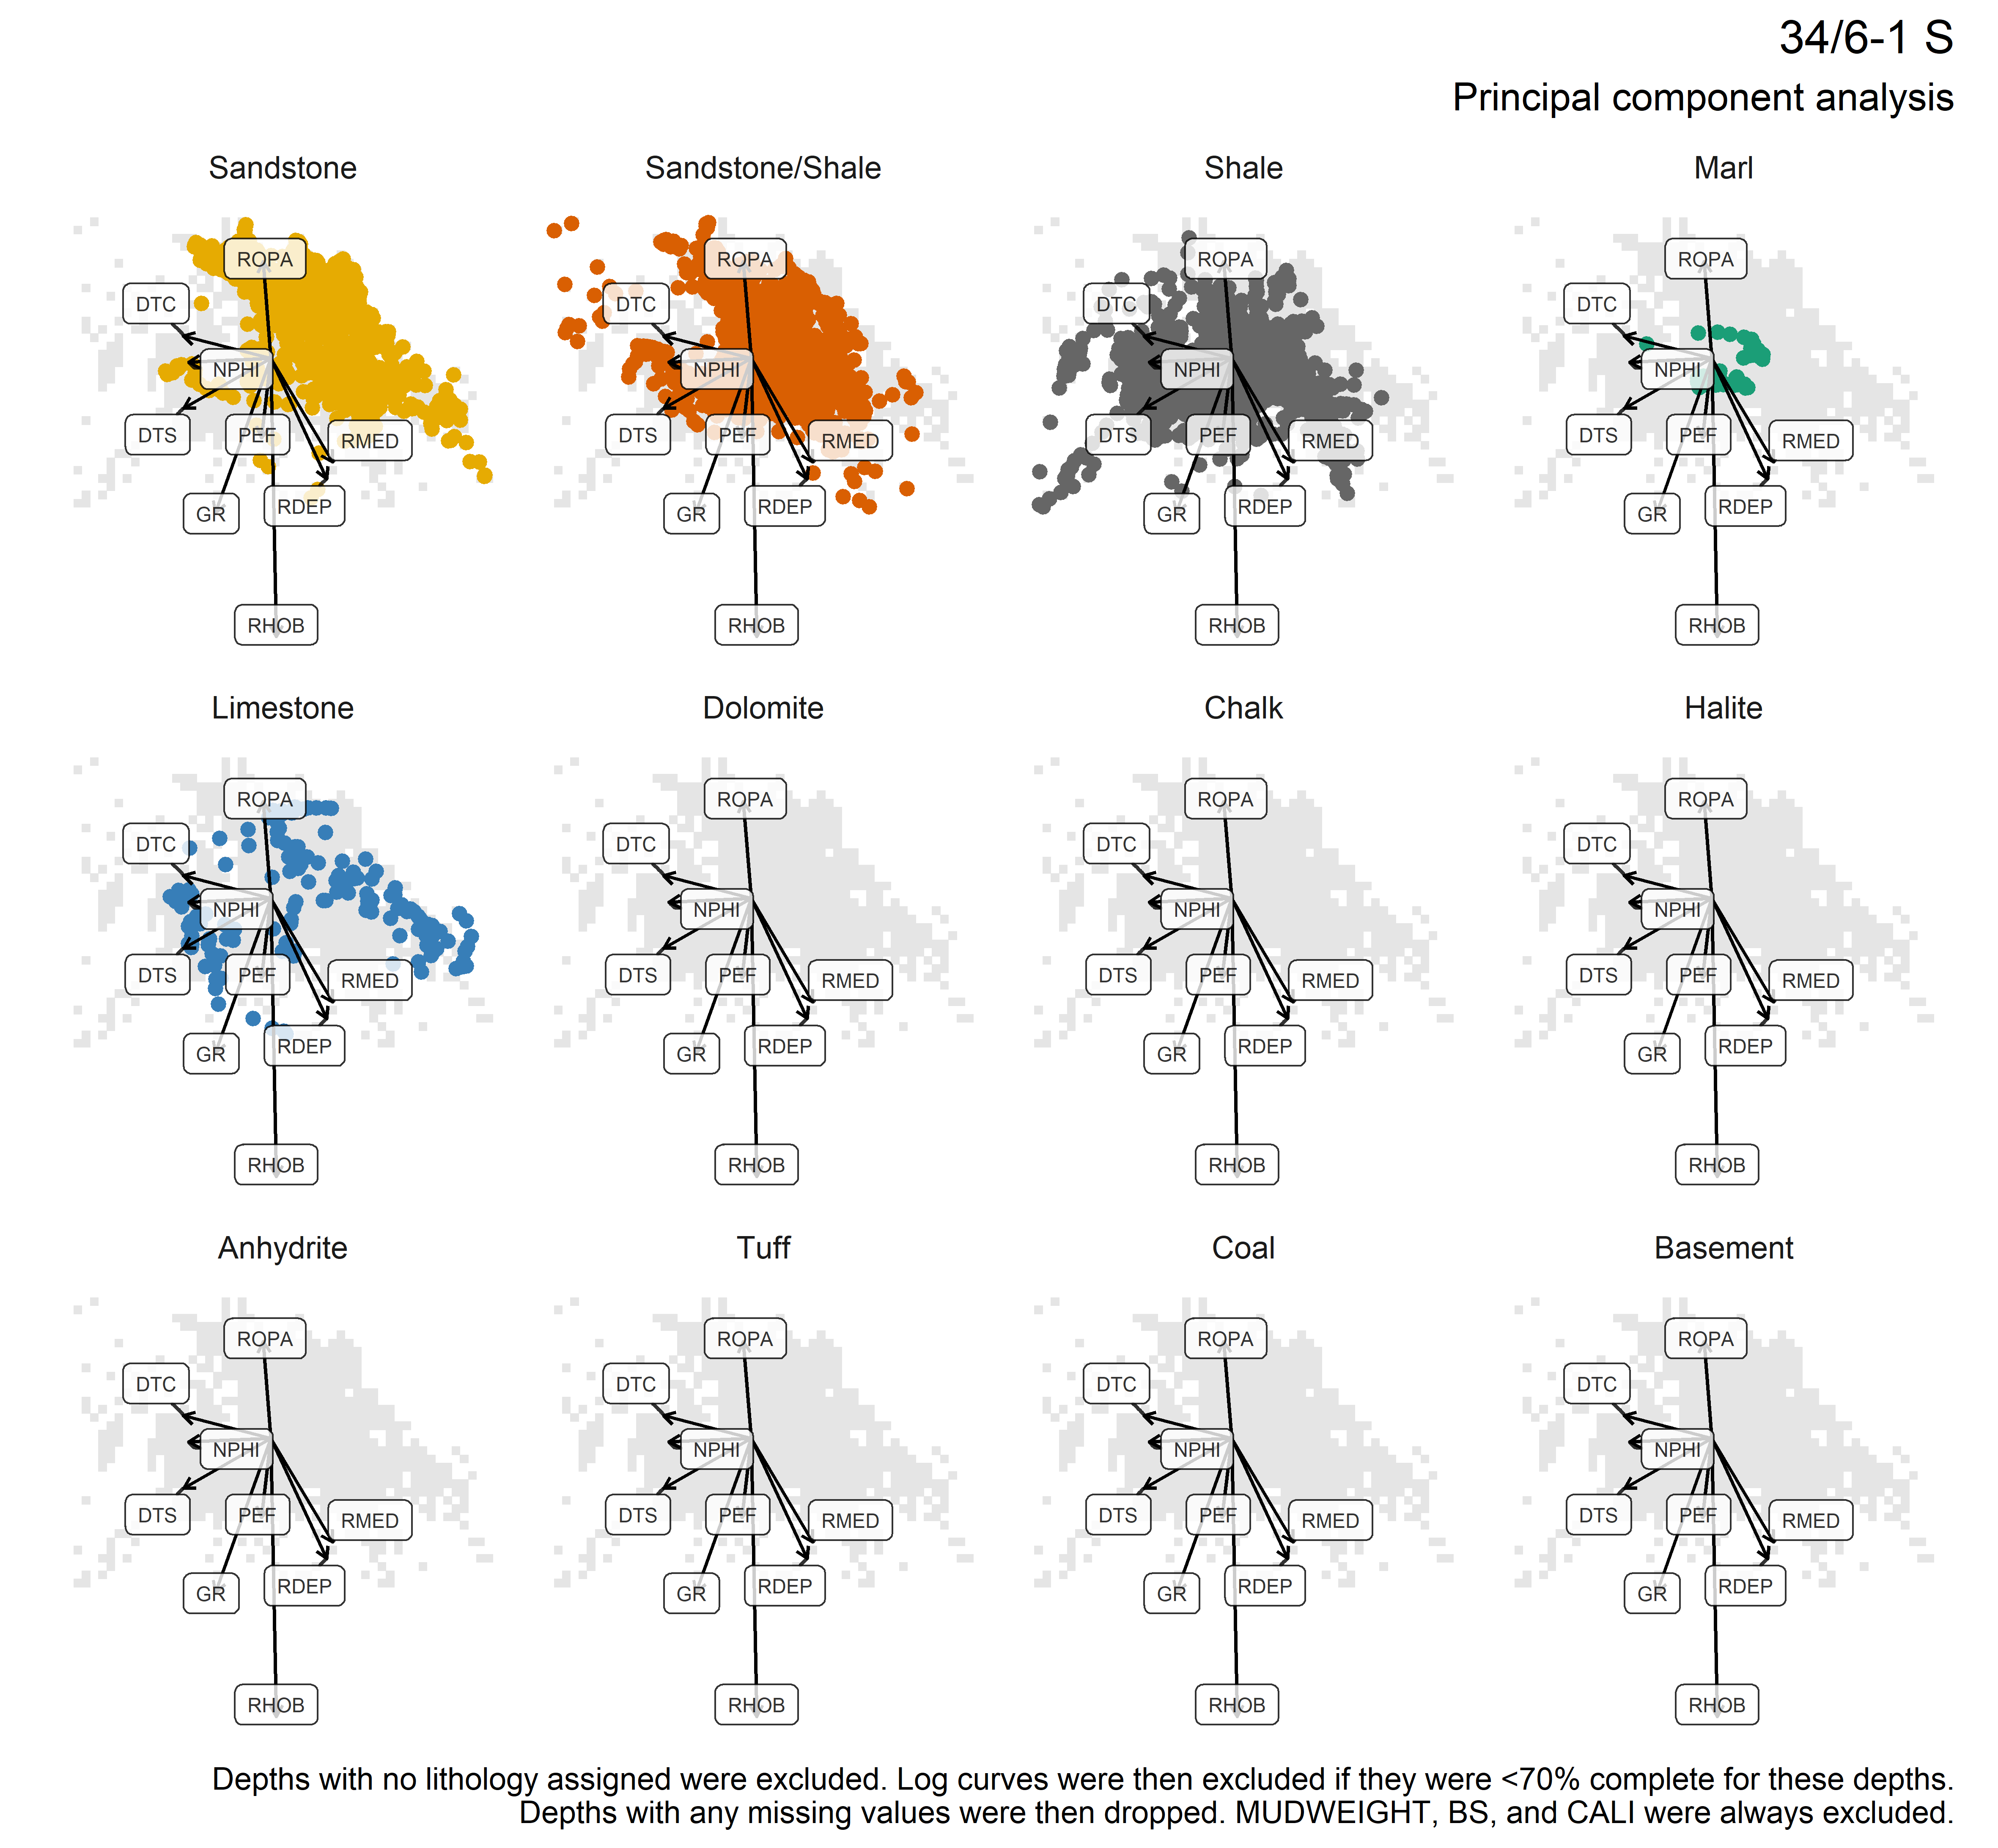 34/6-1 S
Principal component analysis
Sandstone
Sandstone/Shale
Shale
Marl
ROPA
DTC
NPHI
DTS
PEF
RMED
GR
RDEP
RHOB
ROPA
DTC
NPHI
DTS
PEF
RMED
GR
RDEP
RHOB
ROPA
DTC
NPHI
DTS
PEF
RMED
GR
RDEP
RHOB
ROPA
DTC
NPHI
DTS
PEF
RMED
GR
RDEP
RHOB
Limestone
Dolomite
Chalk
Halite
ROPA
DTC
NPHI
DTS
PEF
RMED
GR
RDEP
RHOB
ROPA
DTC
NPHI
DTS
PEF
RMED
GR
RDEP
RHOB
ROPA
DTC
NPHI
DTS
PEF
RMED
GR
RDEP
RHOB
ROPA
DTC
NPHI
DTS
PEF
RMED
GR
RDEP
RHOB
Anhydrite
Tuff
Coal
Basement
ROPA
DTC
NPHI
DTS
PEF
RMED
GR
RDEP
RHOB
ROPA
DTC
NPHI
DTS
PEF
RMED
GR
RDEP
RHOB
ROPA
DTC
NPHI
DTS
PEF
RMED
GR
RDEP
RHOB
ROPA
DTC
NPHI
DTS
PEF
RMED
GR
RDEP
RHOB
Depths with no lithology assigned were excluded. Log curves were then excluded if they were <70% complete for these depths.
Depths with any missing values were then dropped. MUDWEIGHT, BS, and CALI were always excluded.